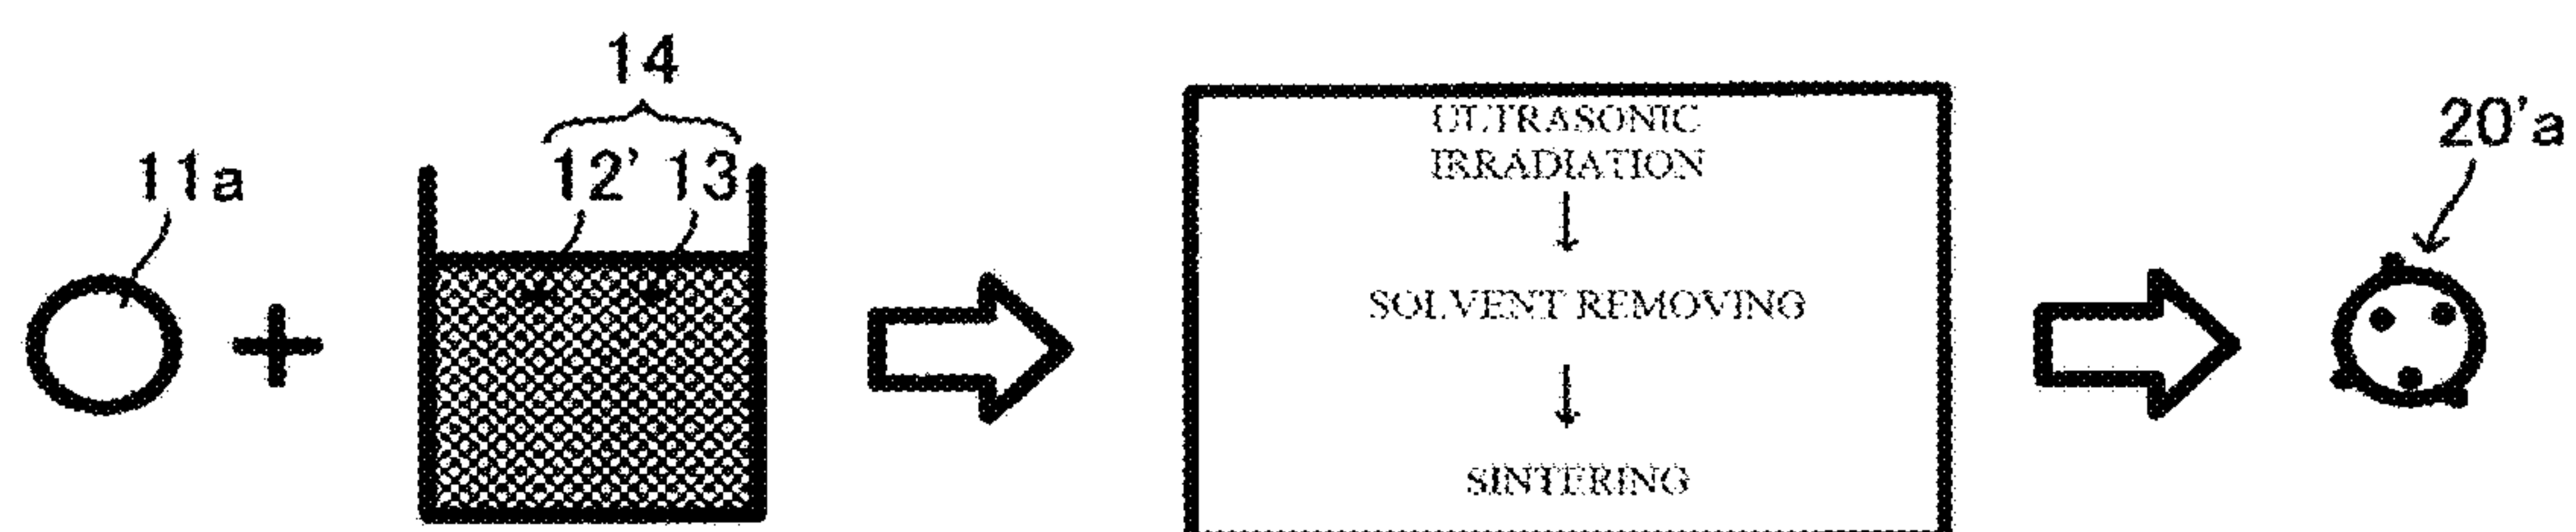 14
11a
12' 13
20'a
+
ULTRASONIC
IRRADIATION
↓
SOLVENT REMOVING
↓
SINTERING